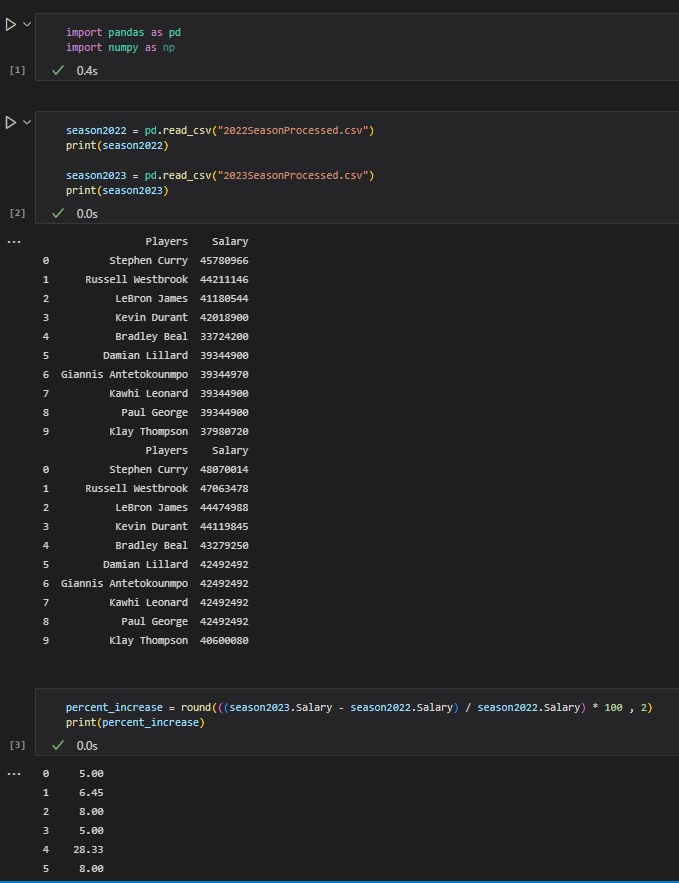 import pandas as pd
import numpy as np
[1]
0.4s
season2022 = pd.read_csv("2022SeasonProcessed.csv")
print(season2022)
season2023 = pd.read_csv("2023SeasonProcessed.csv")
print(season2023)
[2]
0.0s
...
Players Salary
0 Stephen Curry 45780966
1 Russell Westbrook 44211146
2 LeBron James 41180544
3 Kevin Durant 42018900
4 Bradley Beal 33724200
5 Damian Lillard 39344900
6 Giannis Antetokounmpo 39344970
7 Kawhi Leonard 39344900
8 Paul George 39344900
9 Klay Thompson 37980720
Players Salary
0 Stephen Curry 48070014
1 Russell Westbrook 47063478
2 LeBron James 44474988
3 Kevin Durant 44119845
4 Bradley Beal 43279250
5 Damian Lillard 42492492
6 Giannis Antetokounmpo 42492492
7 Kawhi Leonard 42492492
8 Paul George 42492492
9 Klay Thompson 40600080
percent_increase = round(((season2023.Salary - season2022.Salary) / season2022.Salary) * 100 , 2)
print(percent_increase)
[3]
0.0s
...
0 5.00
1 6.45
2 8.00
3 5.00
4 28.33
5 8.00